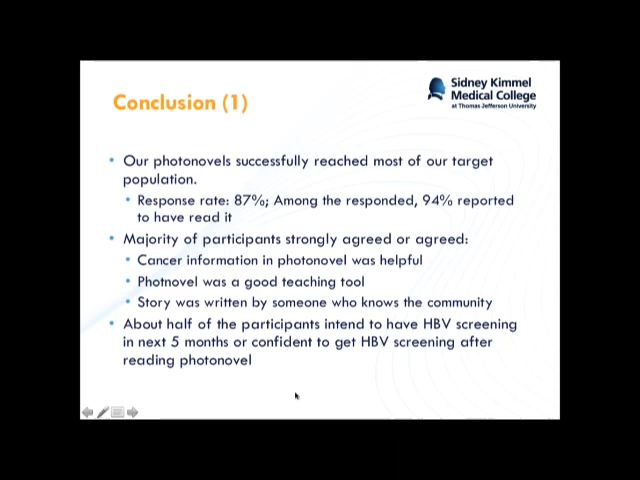 Sidney Kimmel
Medical College
at Thomas Jefferson University
Conclusion (1)
• Our photonovels successfully reached most of our target
population.
• Response rate: 87%; Among the responded, 94% reported
to have read it
• Majority of participants strongly agreed or agreed:
• Cancer information in photonovel was helpful
• Photnovel was a good teaching tool
• Story was written by someone who knows the community
• About half of the participants intend to have HBV screening
in next 5 months or confident to get HBV screening after
reading photonovel